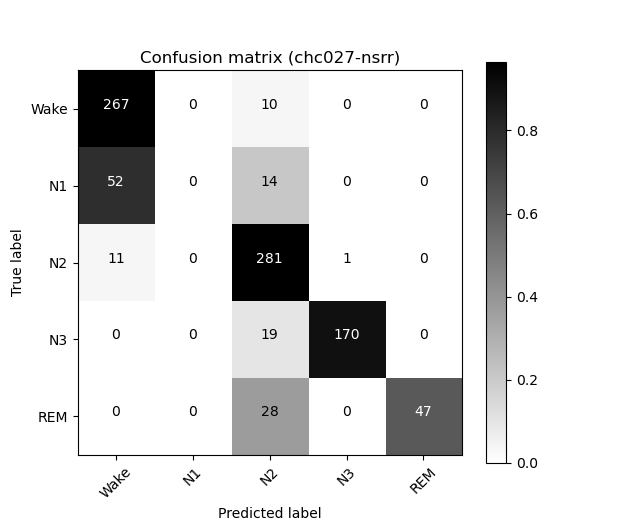 Confusion matrix (chc027-nsrr)
True label
Wake 267 0 10 0 0
N1 52 0 14 0 0
N2 11 0 281 1 0
N3 0 0 19 170 0
REM 0 0 28 0 47
Wake N1 N2 N3 REM
Predicted label
0.8
0.6
0.4
0.2
0.0